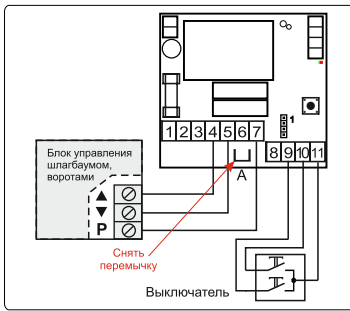 1
1 2 3 4 5 6 7
8 9 10 11
A
Блок управления
шлагбаумом,
воротами
▲
▼
P
Снять
перемычку
Выключатель